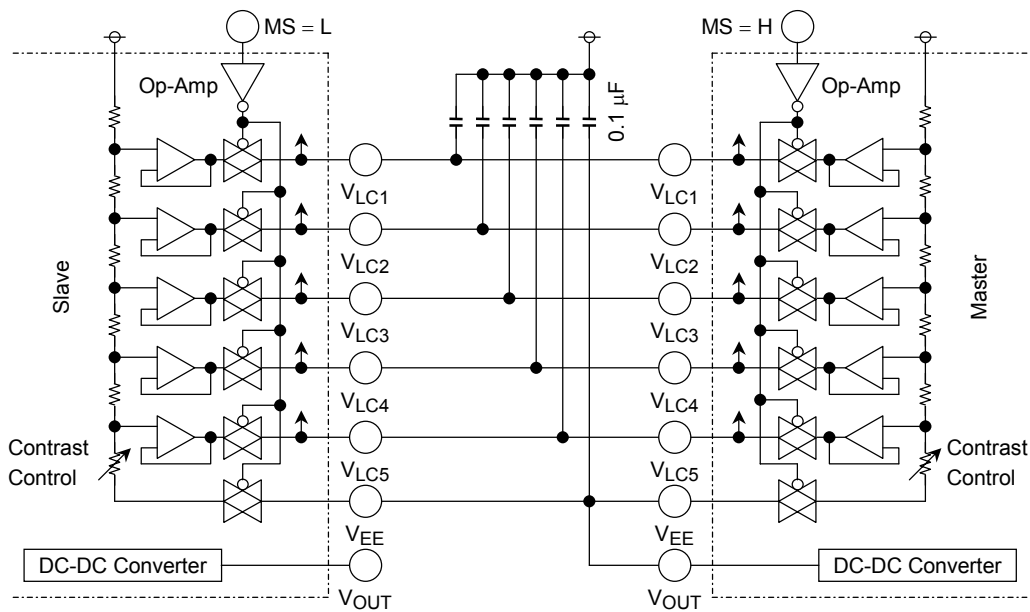 MS = L
MS = H
Op-Amp
Op-Amp
0.1 µF
VLC1
VLC1
VLC2
VLC2
Slave
Master
VLC3
VLC3
VLC4
VLC4
Contrast
Control
Contrast
Control
VLC5
VLC5
VEE
VEE
DC-DC Converter
DC-DC Converter
VOUT
VOUT